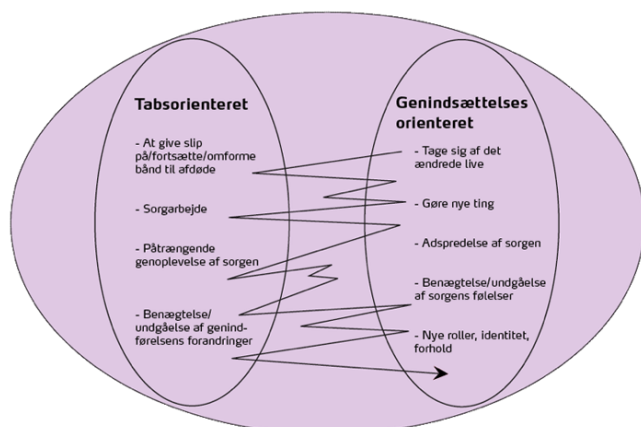 Tabsorienteret
- At give slip
på/fortsætte/omforme
bånd til afdøde
- Sorgarbejde
- Påtrængende
genoplevelse af sorgen
- Benægtelse/
undgåelse af genind-
førelsens forandringer
Genindsættelses
orienteret
- Tage sig af det
ændrede live
- Gøre nye ting
- Adspredelse af sorgen
- Benægtelse/undgåelse
af sorgens følelser
- Nye roller, identitet,
forhold